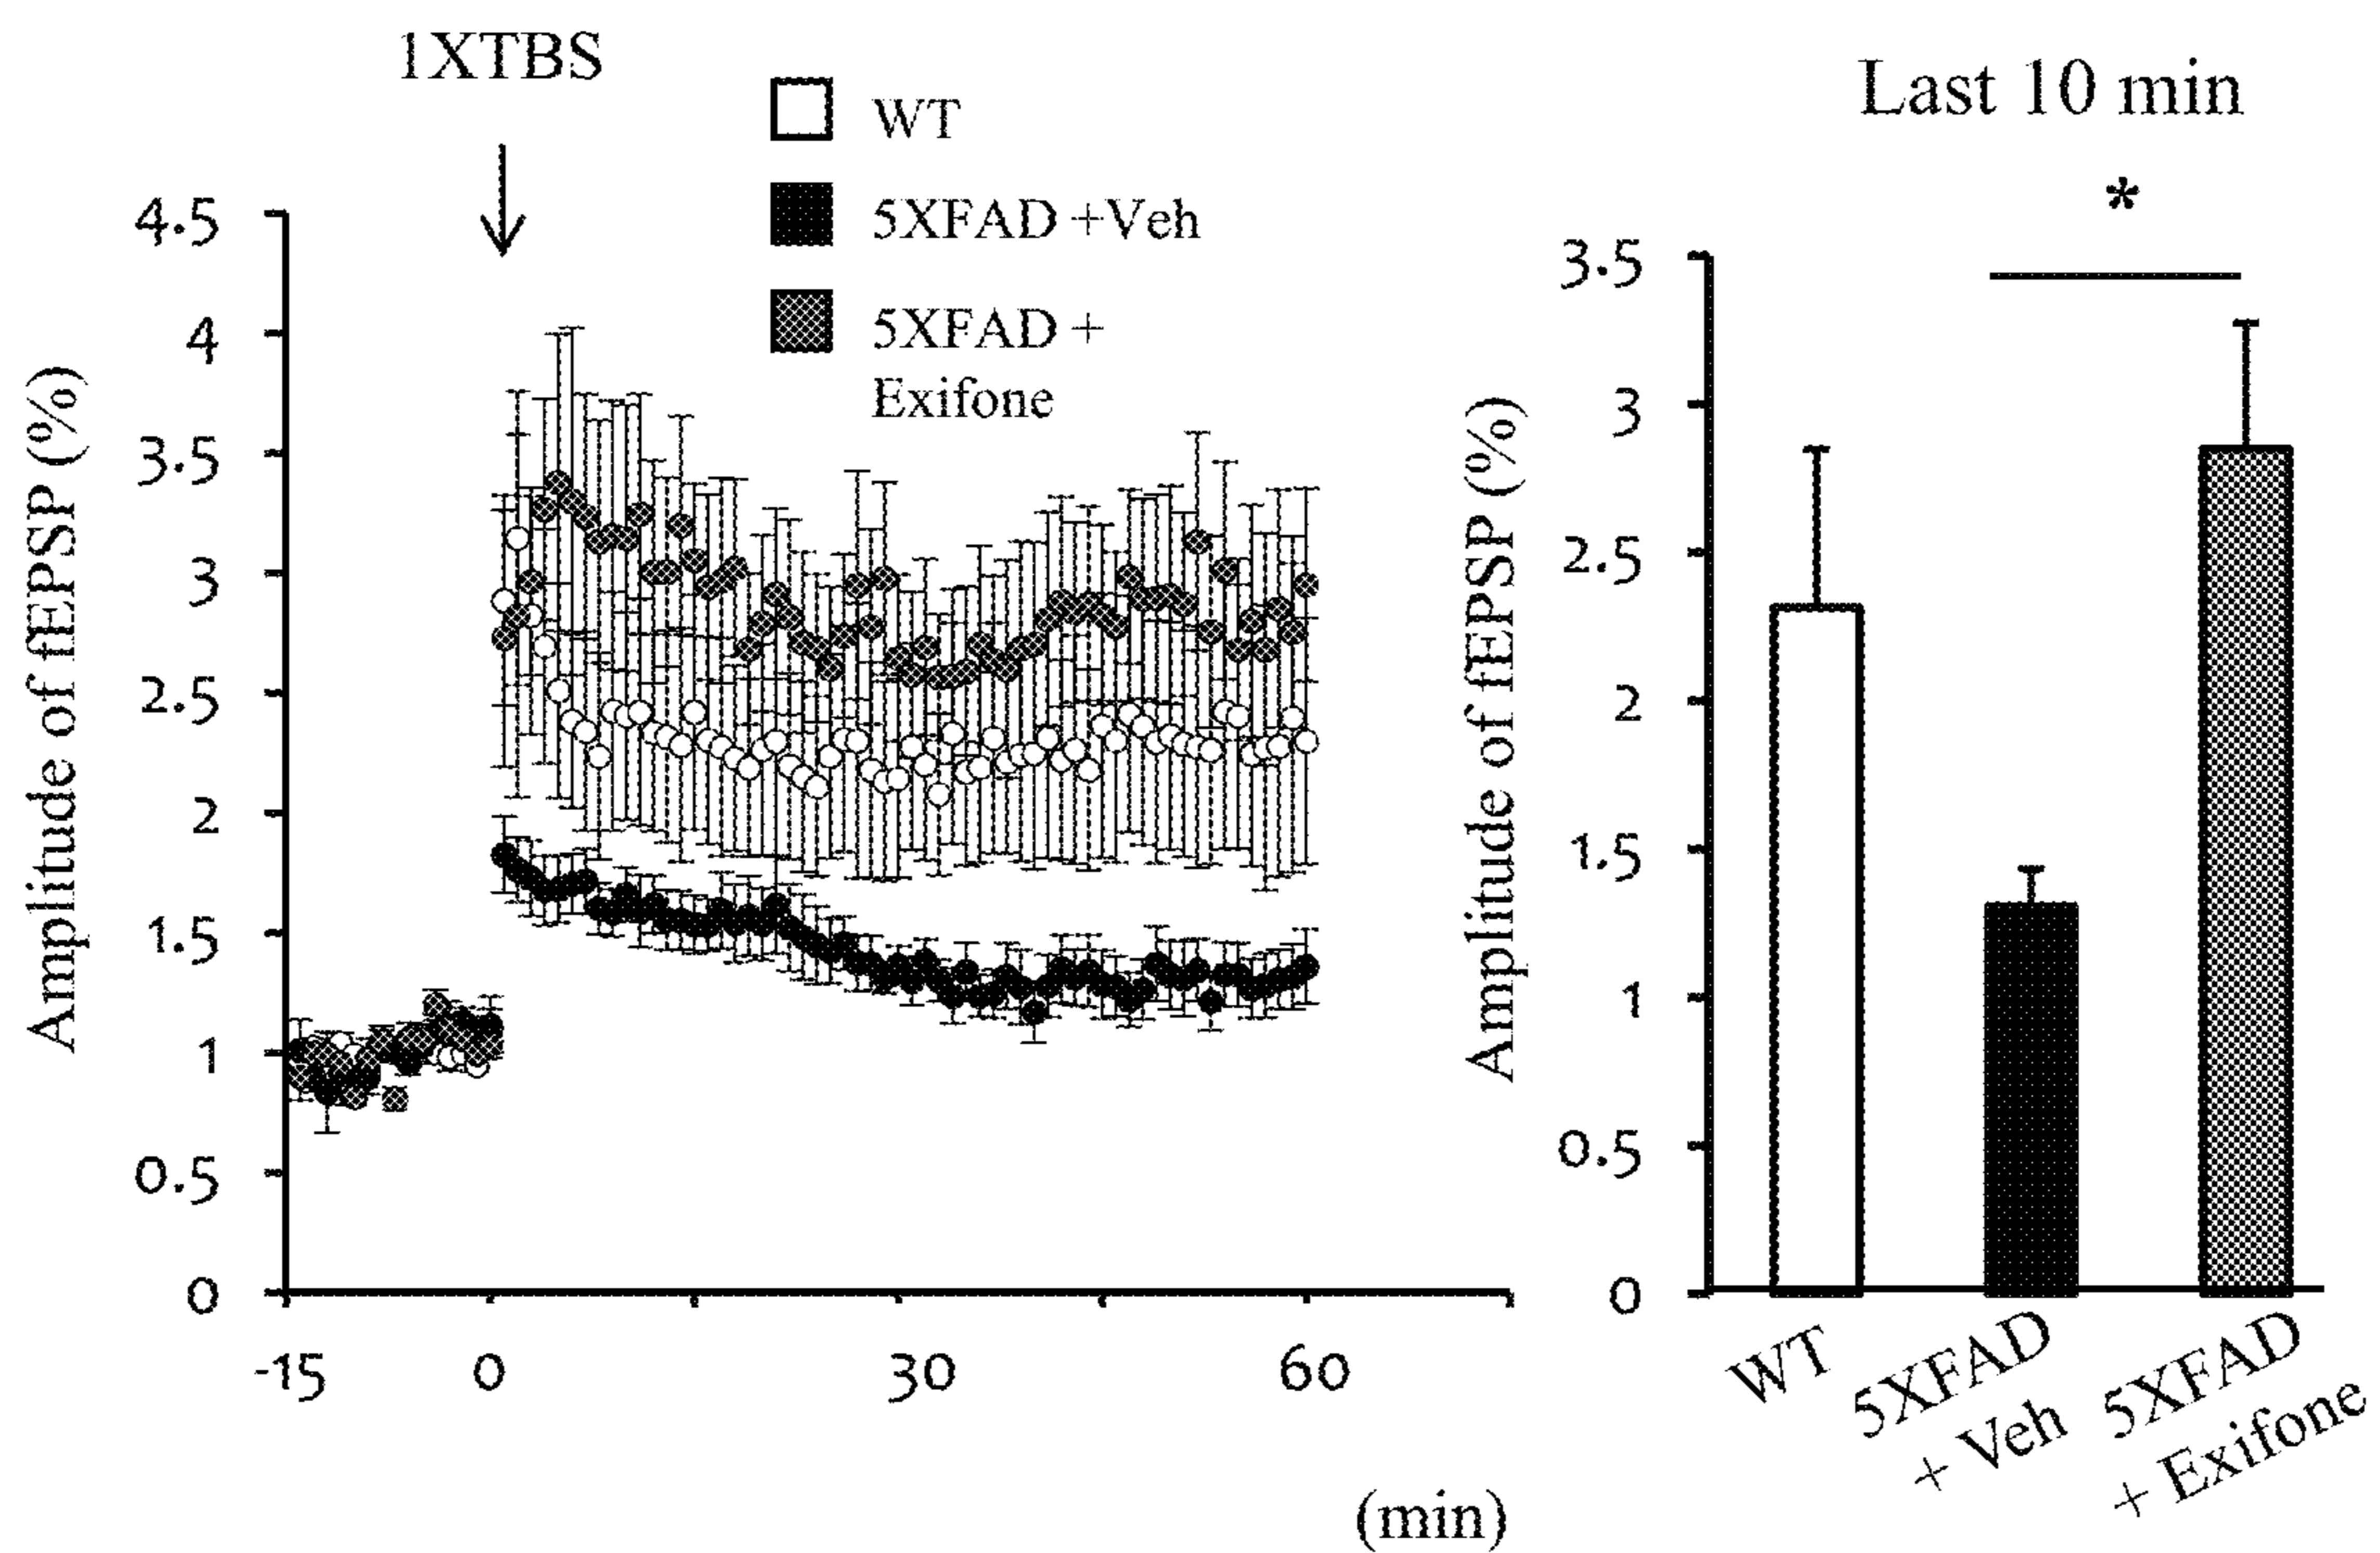 1XTBS
WT
5XFAD +Veh
5XFAD +
Exifone
Amplitude of fEPSP (%)
4.5
4
3.5
3
2.5
2
1.5
1
0.5
0
-15
0
30
60
(min)
Last 10 min
*
Amplitude of fEPSP (%)
3.5
3
2.5
2
1.5
1
0.5
0
WT
5XFAD
+ Veh
5XFAD
+ Exifone